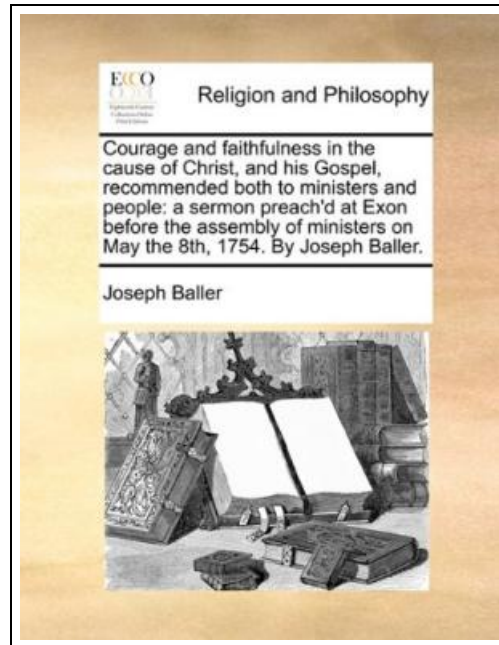 ECCO
Religion and Philosophy
Courage and faithfulness in the
cause of Christ, and his Gospel,
recommended both to ministers and
people: a sermon preach'd at Exon
before the assembly of ministers on
May the 8th, 1754. By Joseph Baller.
Joseph Baller